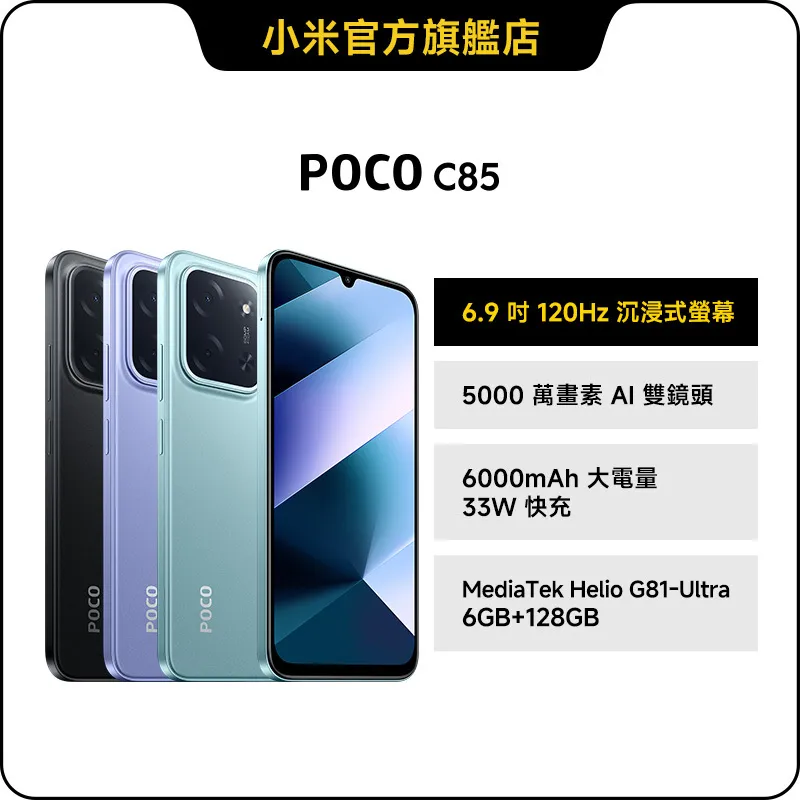 小米官方旗艦店
POCO C85
6.9 吋 120Hz 沉浸式螢幕
5000 萬畫素 AI 雙鏡頭
6000mAh 大電量
33W 快充
MediaTek Helio G81-Ultra
6GB+128GB
POCO
POCO
POCO